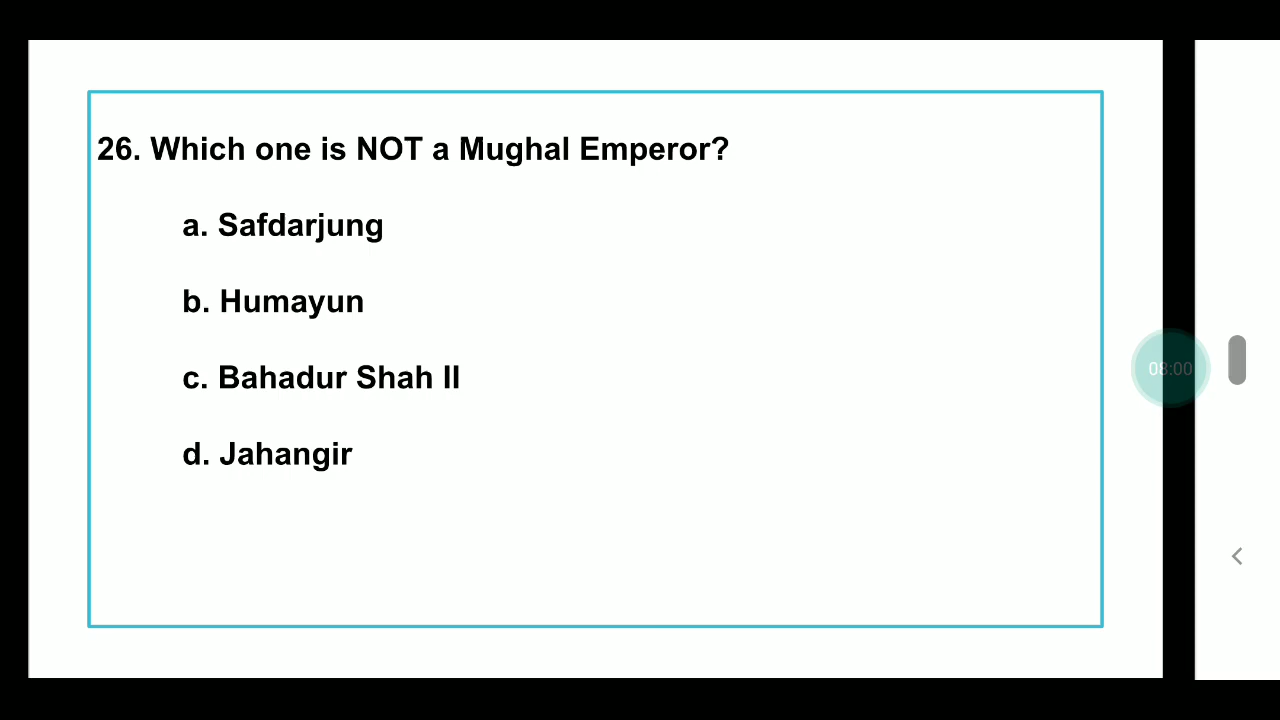 26. Which one is NOT a Mughal Emperor?
a. Safdarjung
b. Humayun
c. Bahadur Shah II
d. Jahangir
08:00